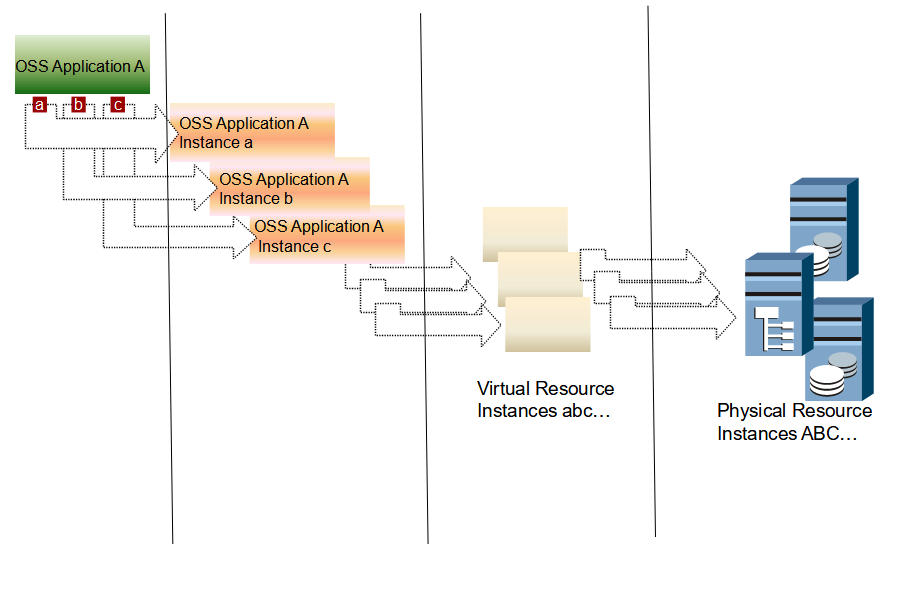 OSS Application A
a
b
c
OSS Application A
Instance a
OSS Application A
Instance b
OSS Application A
Instance c
Virtual Resource
Instances abc…
Physical Resource
Instances ABC…